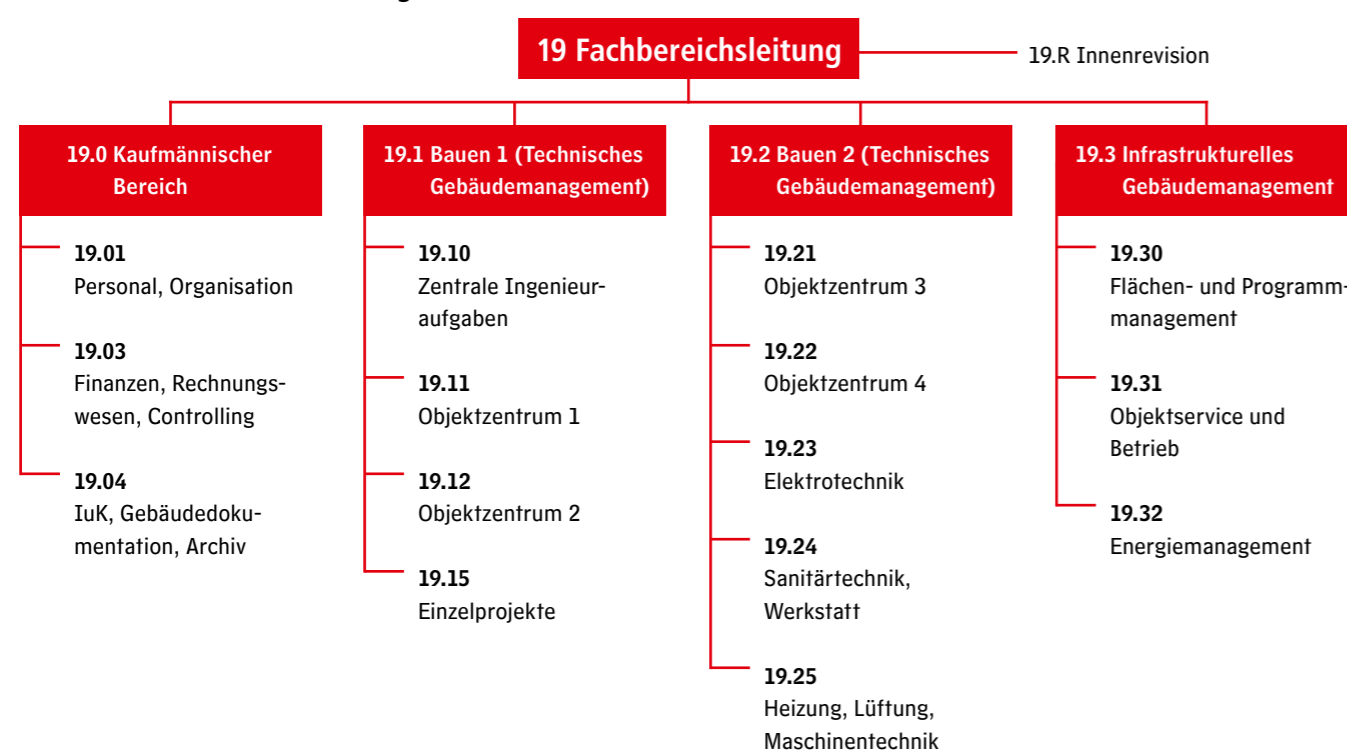 19 Fachbereichsleitung
19.R Innenrevision
19.0 Kaufmännischer
Bereich
19.01
Personal, Organisation
19.03
Finanzen, Rechnungs-
wesen, Controlling
19.04
IuK, Gebäudedoku-
mentation, Archiv
19.1 Bauen 1 (Technisches
Gebäudemanagement)
19.10
Zentrale Ingenieur-
aufgaben
19.11
Objektzentrum 1
19.12
Objektzentrum 2
19.15
Einzelprojekte
19.2 Bauen 2 (Technisches
Gebäudemanagement)
19.21
Objektzentrum 3
19.22
Objektzentrum 4
19.23
Elektrotechnik
19.24
Sanitärtechnik,
Werkstatt
19.25
Heizung, Lüftung,
Maschinentechnik
19.3 Infrastrukturelles
Gebäudemanagement
19.30
Flächen- und Programm-
management
19.31
Objektservice und
Betrieb
19.32
Energiemanagement